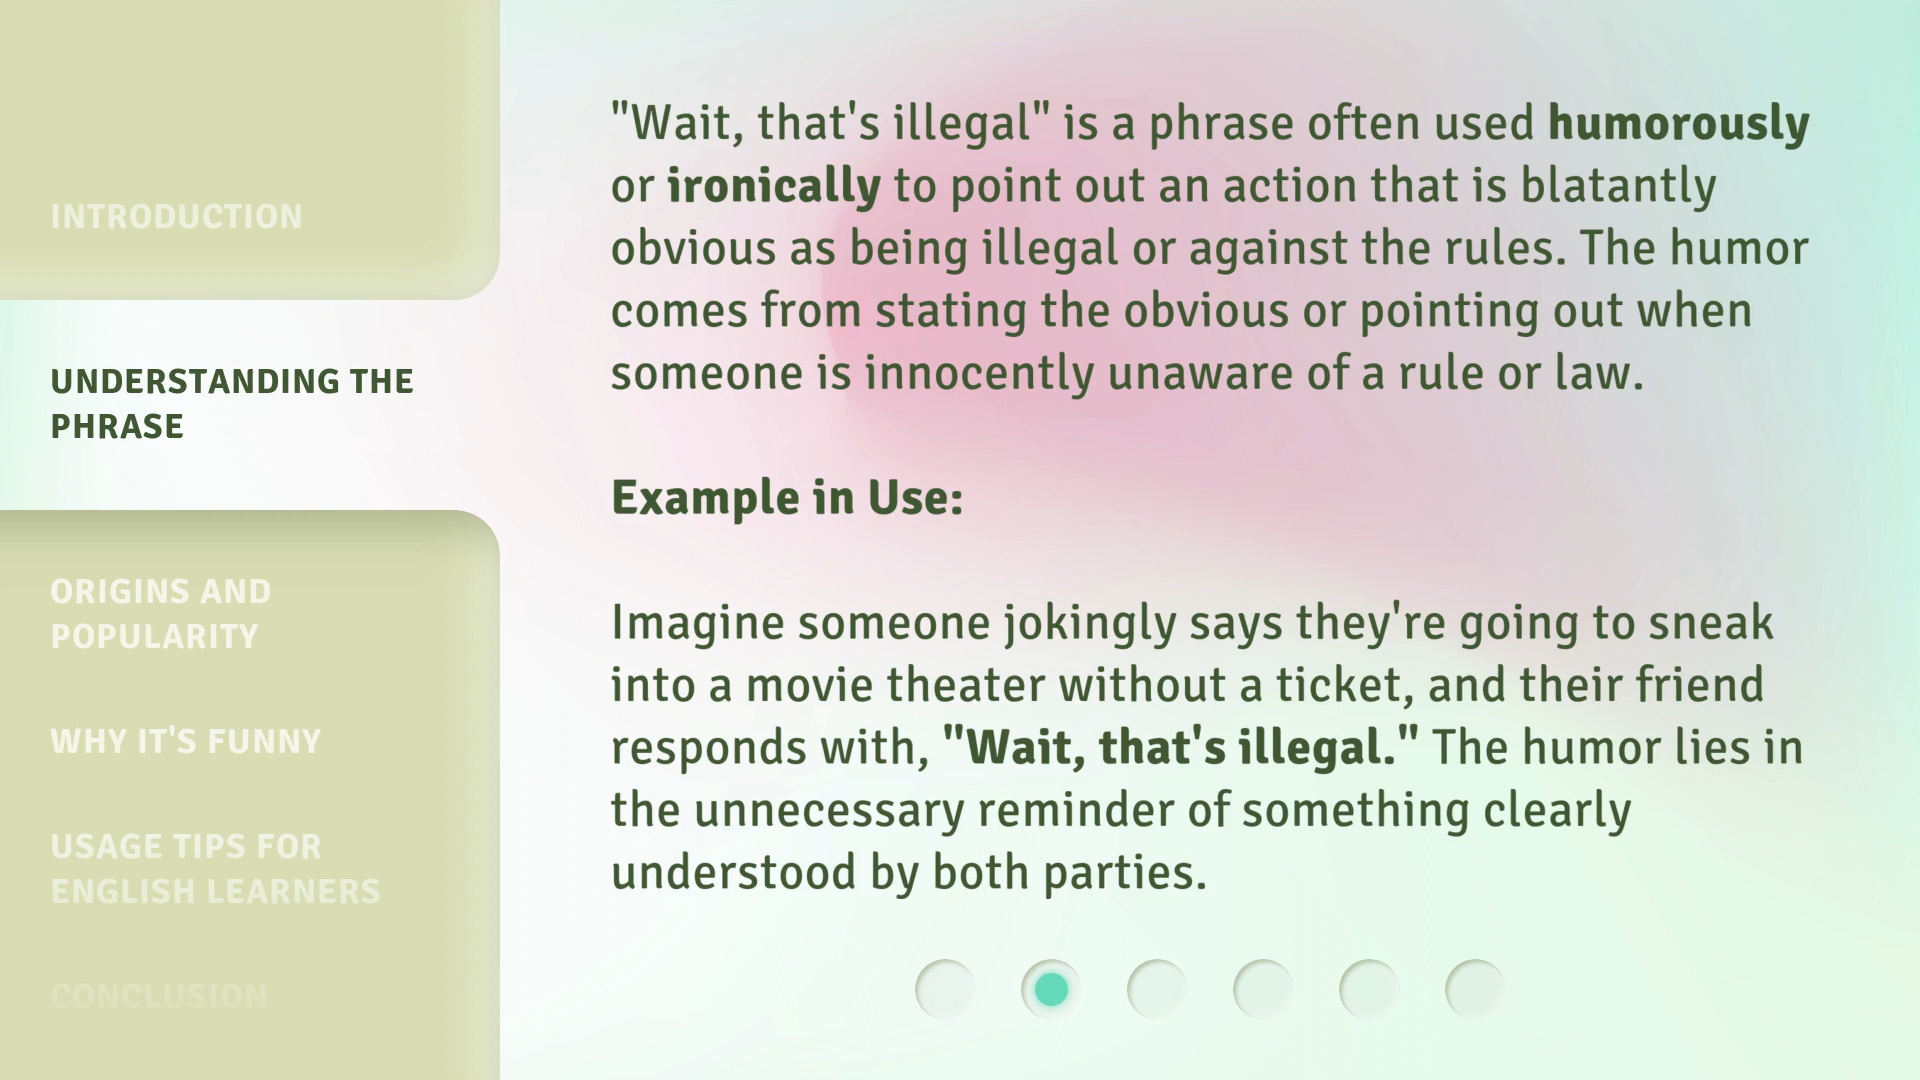 INTRODUCTION
UNDERSTANDING THE
PHRASE
ORIGINS AND
POPULARITY
WHY IT'S FUNNY
USAGE TIPS FOR
ENGLISH LEARNERS
CONCLUSION
"Wait, that's illegal" is a phrase often used humorously
or ironically to point out an action that is blatantly
obvious as being illegal or against the rules. The humor
comes from stating the obvious or pointing out when
someone is innocently unaware of a rule or law.
Example in Use:
Imagine someone jokingly says they're going to sneak
into a movie theater without a ticket, and their friend
responds with, "Wait, that's illegal." The humor lies in
the unnecessary reminder of something clearly
understood by both parties.